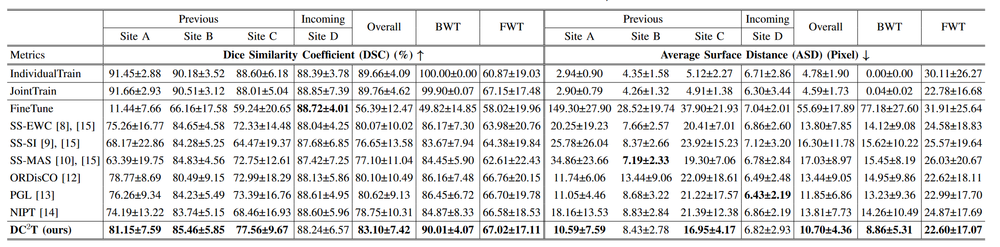 Previous Incoming Overall BWT FWT Previous Incoming Overall BWT FWT
Site A Site B Site C Site D Site A Site B Site C Site D
Metrics Dice Similarity Coefficient (DSC) (%) ↑ Average Surface Distance (ASD) (Pixel) ↓
IndividualTrain 91.45±2.88 90.18±3.52 88.60±6.18 88.39±3.78 89.66±4.09 100.00±0.00 60.87±19.03 2.94±0.90 4.35±1.58 5.12±2.27 6.71±2.86 4.78±1.90 0.00±0.00 30.11±26.27
JointTrain 91.66±2.93 90.51±3.12 88.01±5.04 88.85±7.39 89.76±4.62 99.90±0.07 67.15±17.48 2.90±0.79 4.26±1.32 4.91±1.38 6.30±3.44 4.59±1.73 0.04±0.02 22.78±16.68
FineTune 11.44±7.66 66.16±17.58 59.24±20.65 88.72±4.01 56.39±12.47 49.82±14.85 58.02±19.96 149.30±27.90 28.52±19.74 37.90±21.93 7.04±2.01 55.69±17.89 77.18±27.60 31.91±25.64
SS-EWC [8], [15] 75.26±16.77 84.65±4.58 72.33±14.48 88.04±4.25 80.07±10.02 86.17±7.30 63.98±20.76 20.25±19.23 7.66±2.57 20.41±7.01 6.86±2.60 13.80±7.85 14.12±9.08 24.58±18.83
SS-SI [9], [15] 68.17±22.86 84.28±5.25 64.47±19.37 87.68±6.85 76.65±13.58 83.67±7.94 64.38±19.84 25.78±26.04 8.37±2.66 23.92±15.23 7.12±3.20 16.30±11.78 15.62±10.22 25.57±19.64
SS-MAS [10], [15] 63.39±19.75 84.83±4.56 72.75±12.61 87.42±7.25 77.10±11.04 84.45±5.90 62.61±22.43 34.86±23.66 7.19±2.33 19.30±7.06 6.78±2.84 17.03±8.97 15.45±8.19 26.03±20.67
ORDisCO [12] 78.77±8.69 80.49±9.15 72.99±18.29 88.13±5.86 80.10±10.49 86.16±7.48 66.76±20.15 11.74±6.06 13.44±9.06 22.09±18.61 6.49±2.48 13.44±9.05 14.95±9.86 22.62±18.11
PGL [13] 76.26±9.34 84.23±5.49 73.39±16.76 88.61±4.95 80.62±9.13 86.45±6.72 66.70±19.78 11.05±4.46 8.68±3.22 21.22±17.57 6.43±2.19 11.85±6.86 13.23±9.36 22.99±17.70
NIPT [14] 74.19±13.22 83.74±5.15 68.46±16.93 88.60±5.96 78.75±10.31 84.87±8.33 66.58±18.53 18.16±13.53 8.83±2.84 21.39±12.38 6.86±2.19 13.81±7.73 14.26±10.49 24.87±17.69
DC²T (ours) 81.15±7.59 85.46±5.85 77.56±9.67 88.24±6.57 83.10±7.42 90.01±4.07 67.02±17.11 10.59±7.59 8.43±2.78 16.95±4.17 6.82±2.93 10.70±4.36 8.86±5.31 22.60±17.07